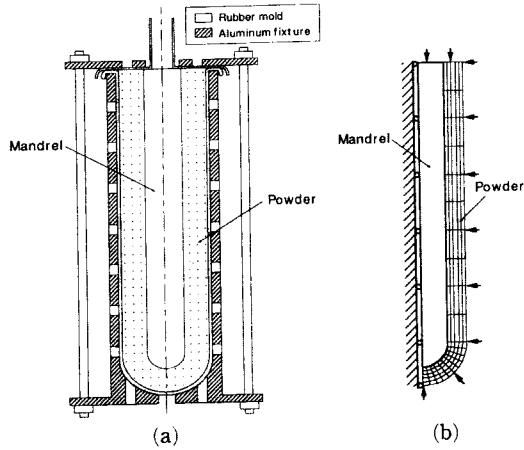 Rubber mold
Aluminum fixture
Mandrel
Powder
(a)
Mandrel
Powder
(b)